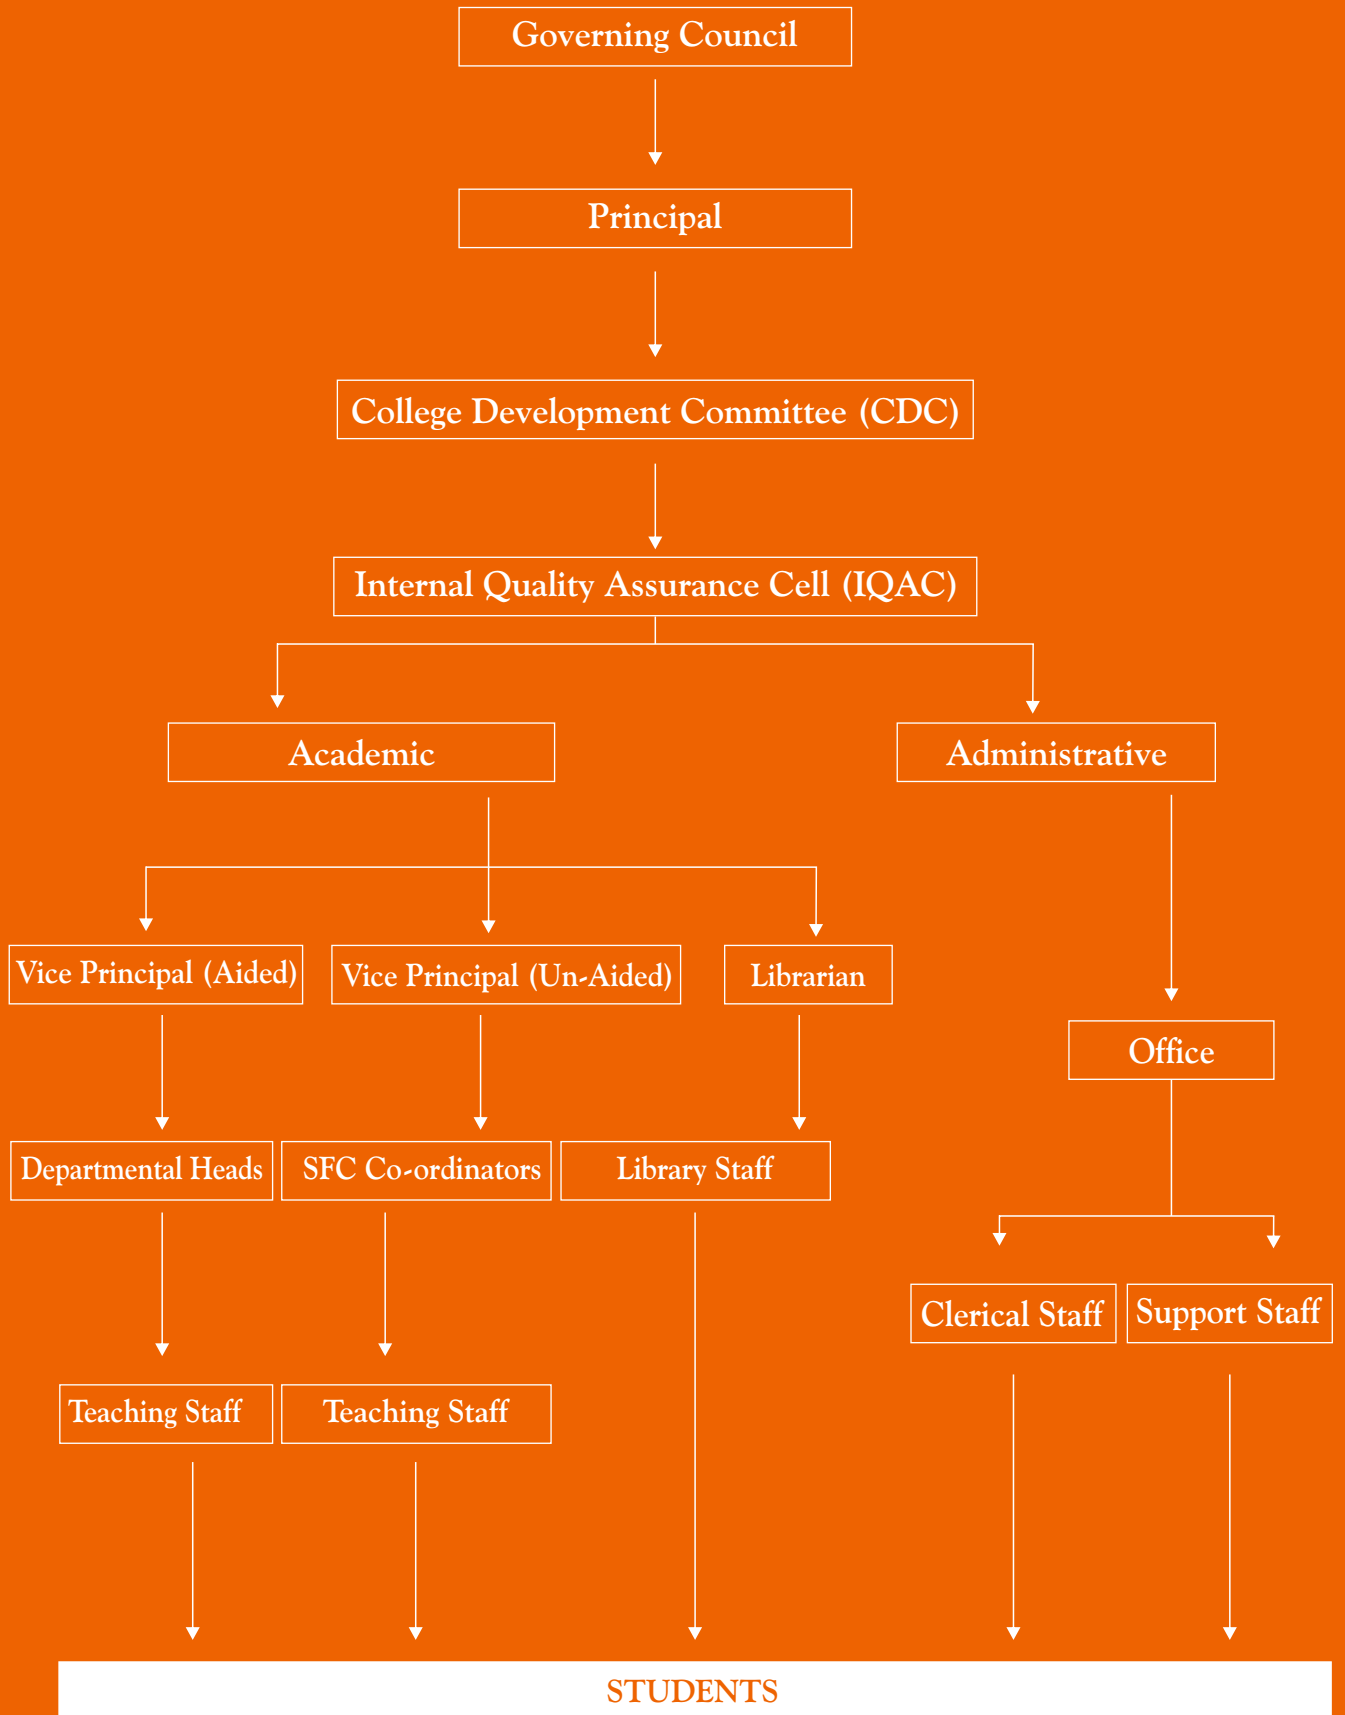 Governing Council
Principal
College Development Committee (CDC)
Internal Quality Assurance Cell (IQAC)
Academic
Administrative
Vice Principal (Aided)
Vice Principal (Un-Aided)
Librarian
Office
Departmental Heads
SFC Co-ordinators
Library Staff
Clerical Staff
Support Staff
Teaching Staff
Teaching Staff
STUDENTS